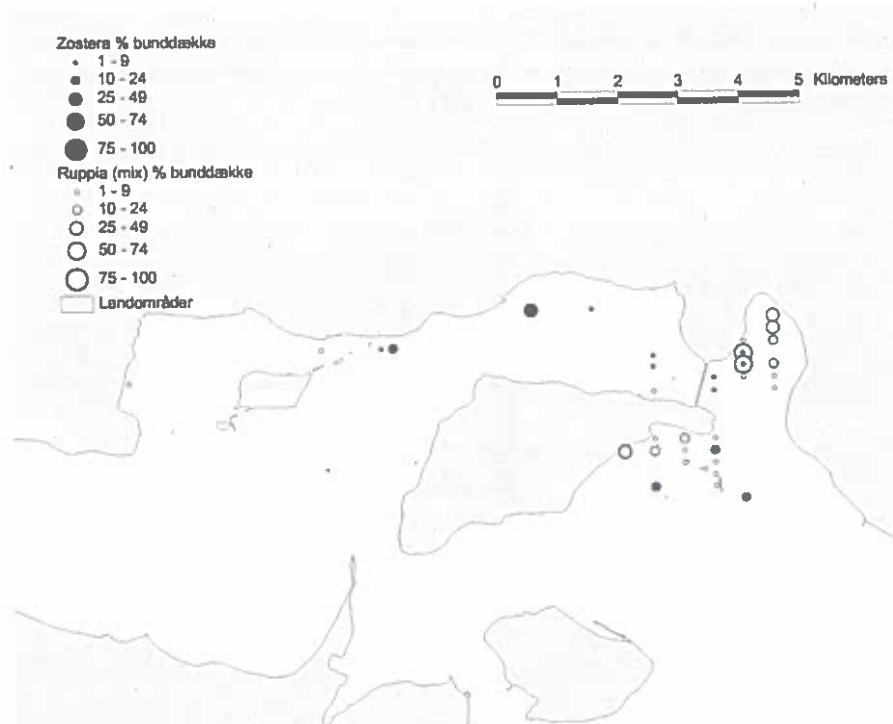 Zostera % bunddække
1 - 9
10 - 24
25 - 49
50 - 74
75 - 100
Ruppia (mix) % bunddække
1 - 9
10 - 24
25 - 49
50 - 74
75 - 100
Landområder
0 1 2 3 4 5 Kilometers